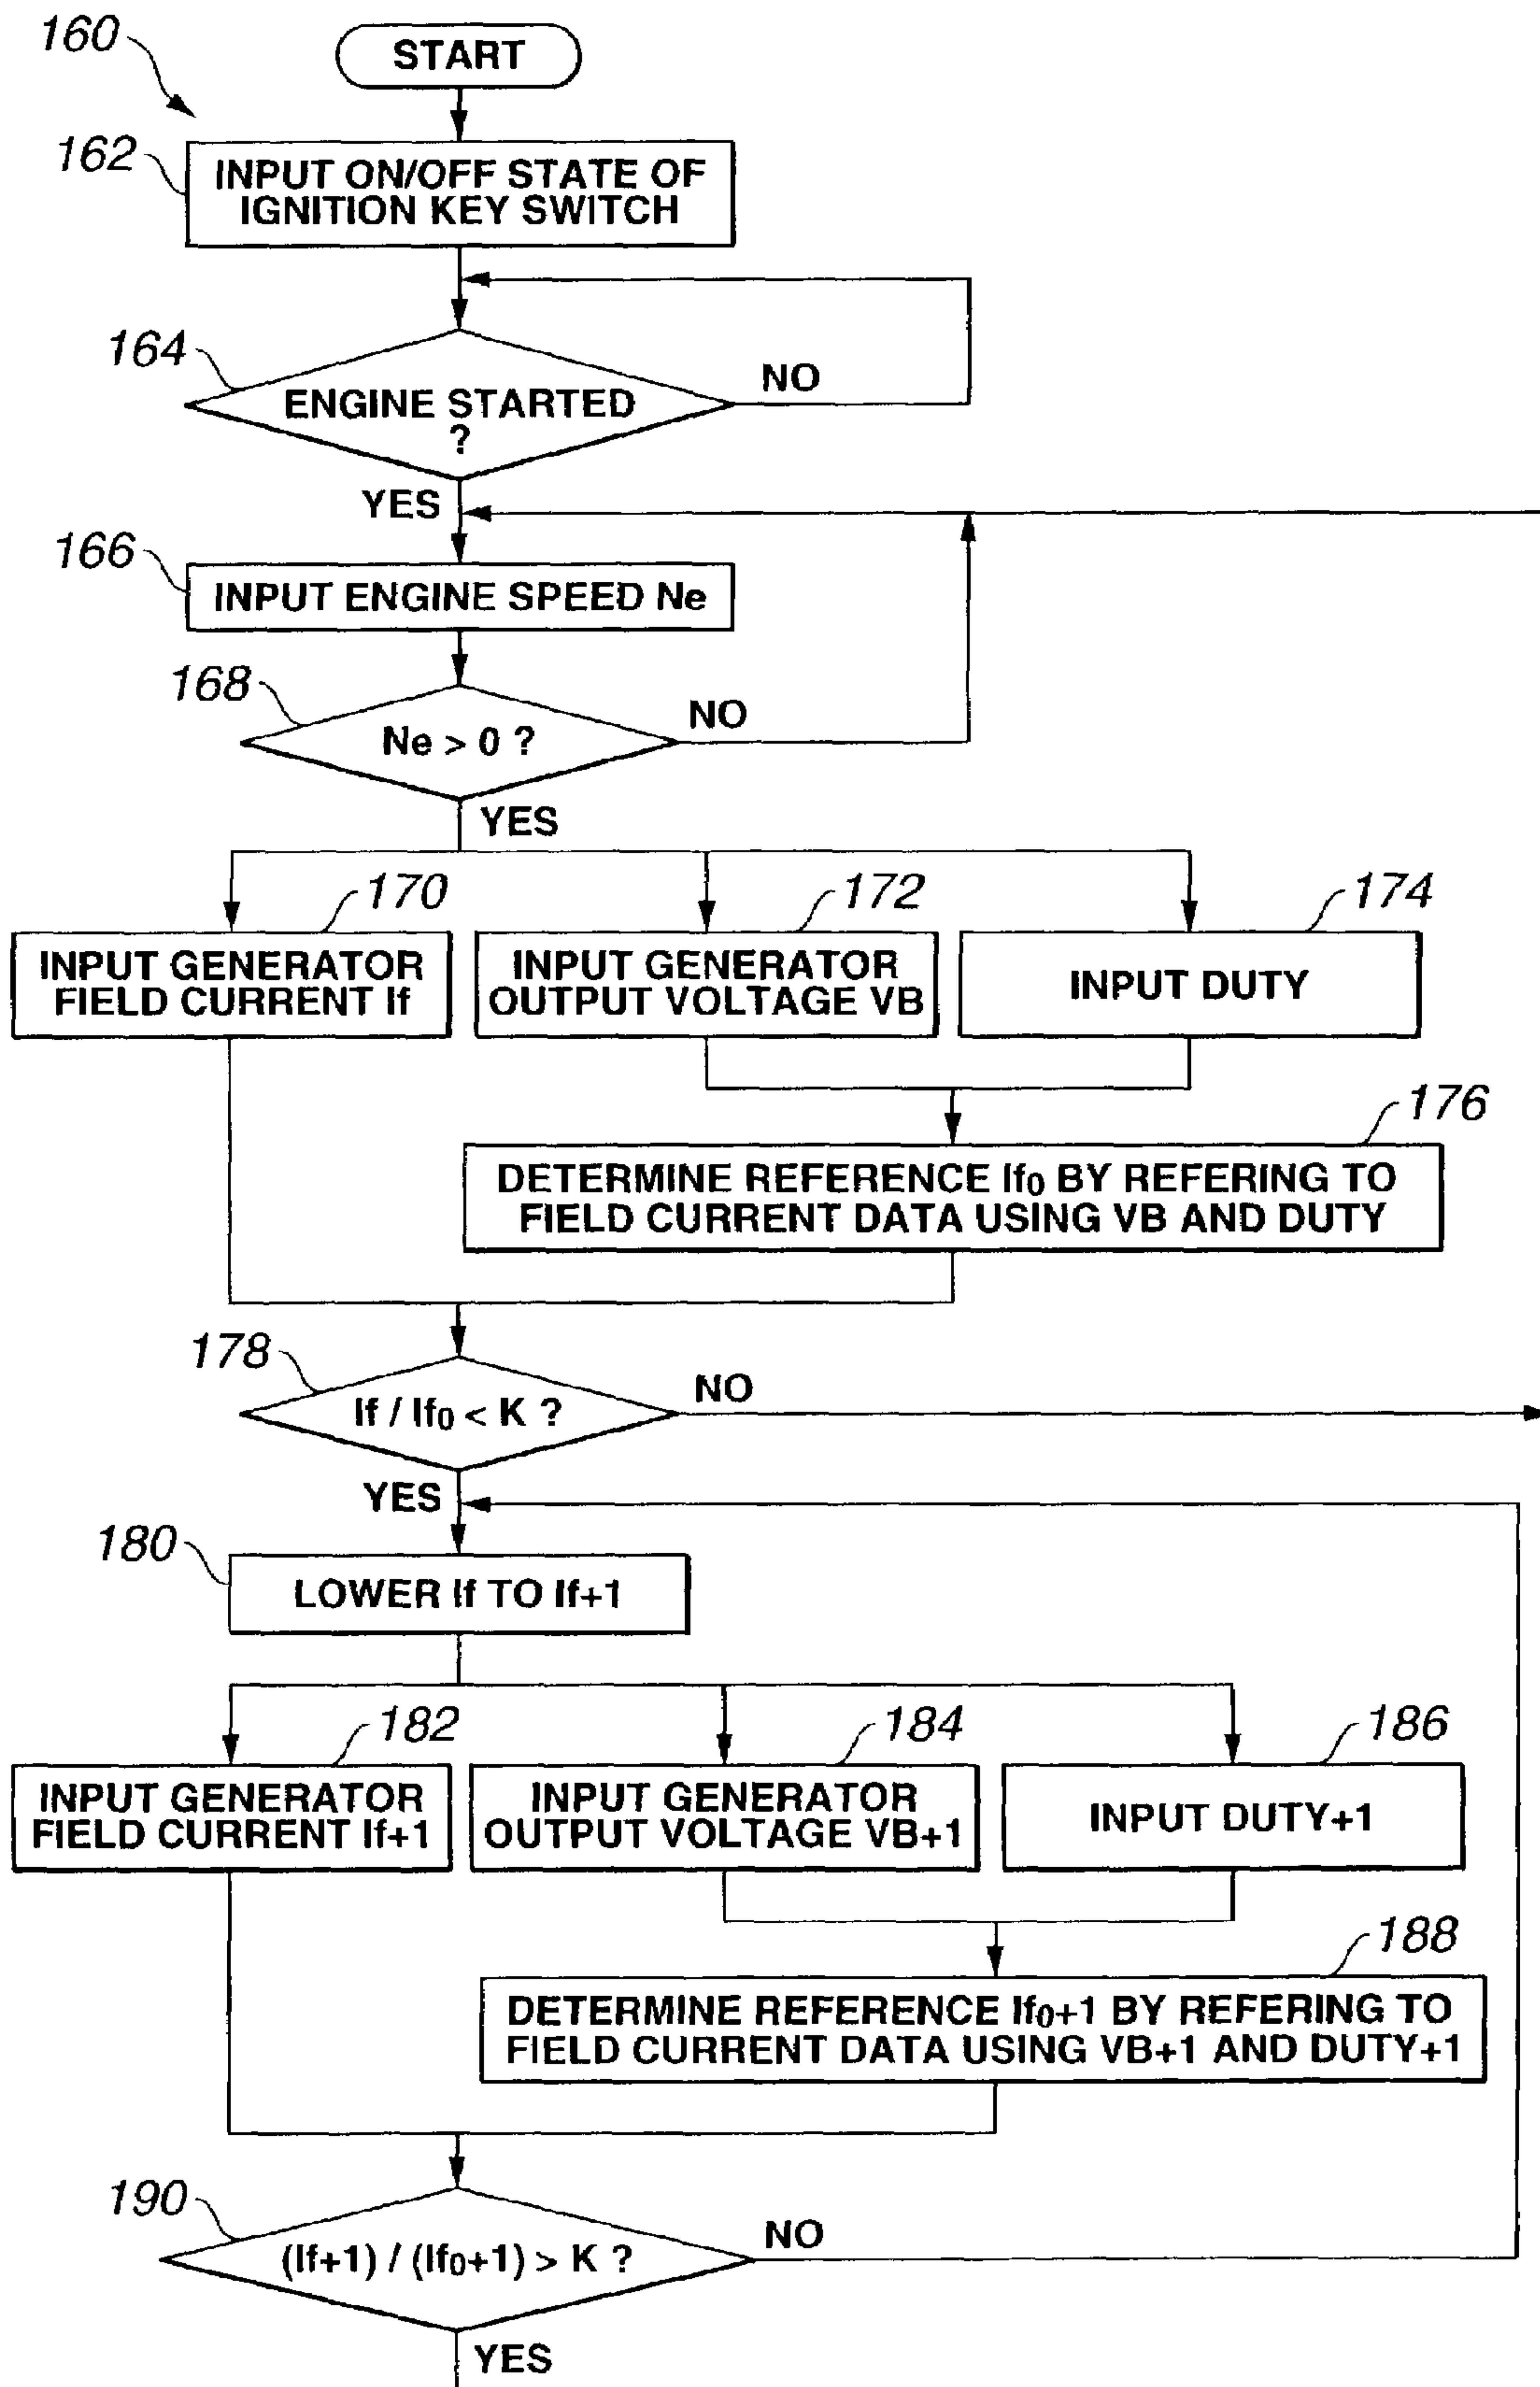 160
START
162
INPUT ON/OFF STATE OF
IGNITION KEY SWITCH
164
ENGINE STARTED
?
NO
YES
166
INPUT ENGINE SPEED Ne
168
Ne > 0 ?
NO
YES
170
172
174
INPUT GENERATOR
FIELD CURRENT If
INPUT GENERATOR
OUTPUT VOLTAGE VB
INPUT DUTY
176
DETERMINE REFERENCE If0 BY REFERING TO
FIELD CURRENT DATA USING VB AND DUTY
178
If / If0 < K ?
NO
YES
180
LOWER If TO If+1
182
184
186
INPUT GENERATOR
FIELD CURRENT If+1
INPUT GENERATOR
OUTPUT VOLTAGE VB+1
INPUT DUTY+1
188
DETERMINE REFERENCE If0+1 BY REFERING TO
FIELD CURRENT DATA USING VB+1 AND DUTY+1
190
(If+1) / (If0+1) > K ?
NO
YES